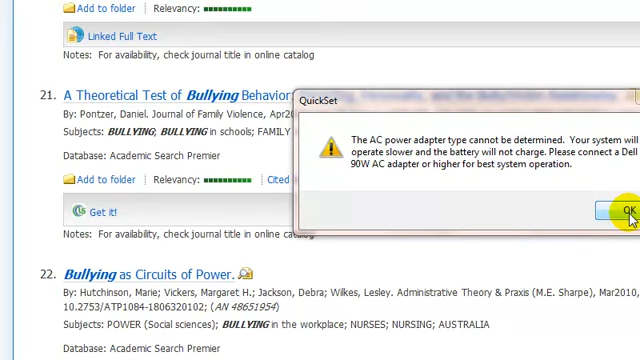 Add to folder | Relevancy:
Linked Full Text
Notes: For availability, check journal title in online catalog
21. A Theoretical Test of Bullying Behavior:
By: Pontzer, Daniel. Journal of Family Violence, Apr20
Subjects: BULLYING; BULLYING in schools; FAMILY
Database: Academic Search Premier
Add to folder | Relevancy: | Cited
Get it!
Notes: For availability, check journal title in online catalog
QuickSet
The AC power adapter type cannot be determined. Your system will
operate slower and the battery will not charge. Please connect a Dell
90W AC adapter or higher for best system operation.
OK
22. Bullying as Circuits of Power.
By: Hutchinson, Marie; Vickers, Margaret H.; Jackson, Debra; Wilkes, Lesley. Administrative Theory & Praxis (M.E. Sharpe), Mar2010,
10.2753/ATP1084-1806320102; (AN 48651954)
Subjects: POWER (Social sciences); BULLYING in the workplace; NURSES; NURSING; AUSTRALIA
Database: Academic Search Premier